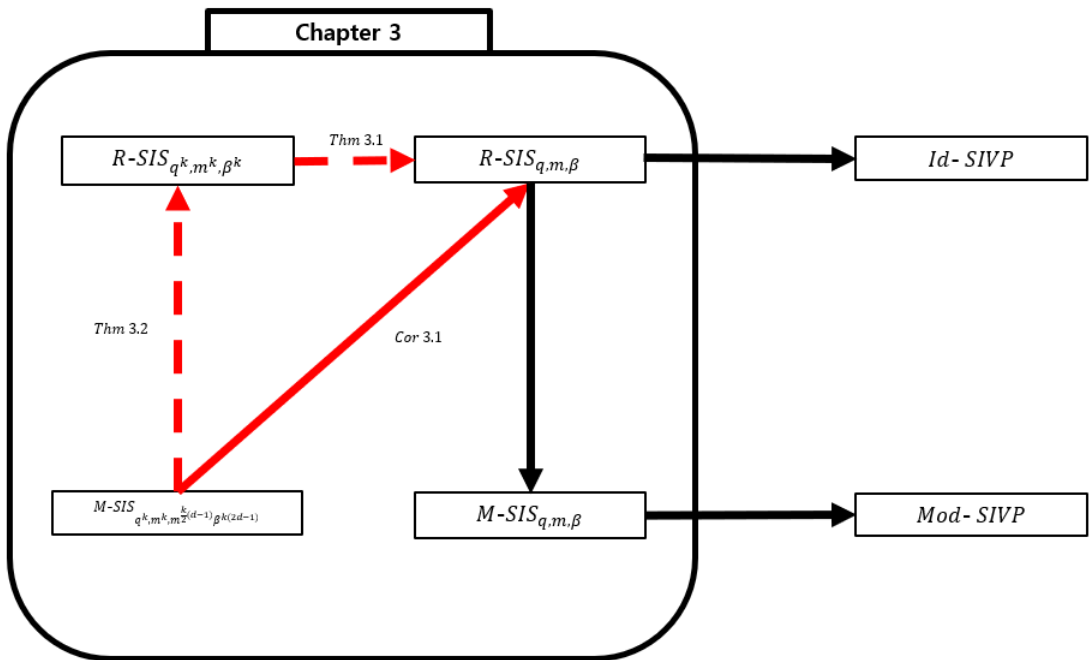 Chapter 3
R-SIS_{q^k,m^k,β^k}
Thm 3.1
R-SIS_{q,m,β}
Id- SIVP
Thm 3.2
Cor 3.1
M-SIS_{q^k,m^k,m^{\frac{k}{2}(d-1)}β^{k(2d-1)}}
M-SIS_{q,m,β}
Mod- SIVP